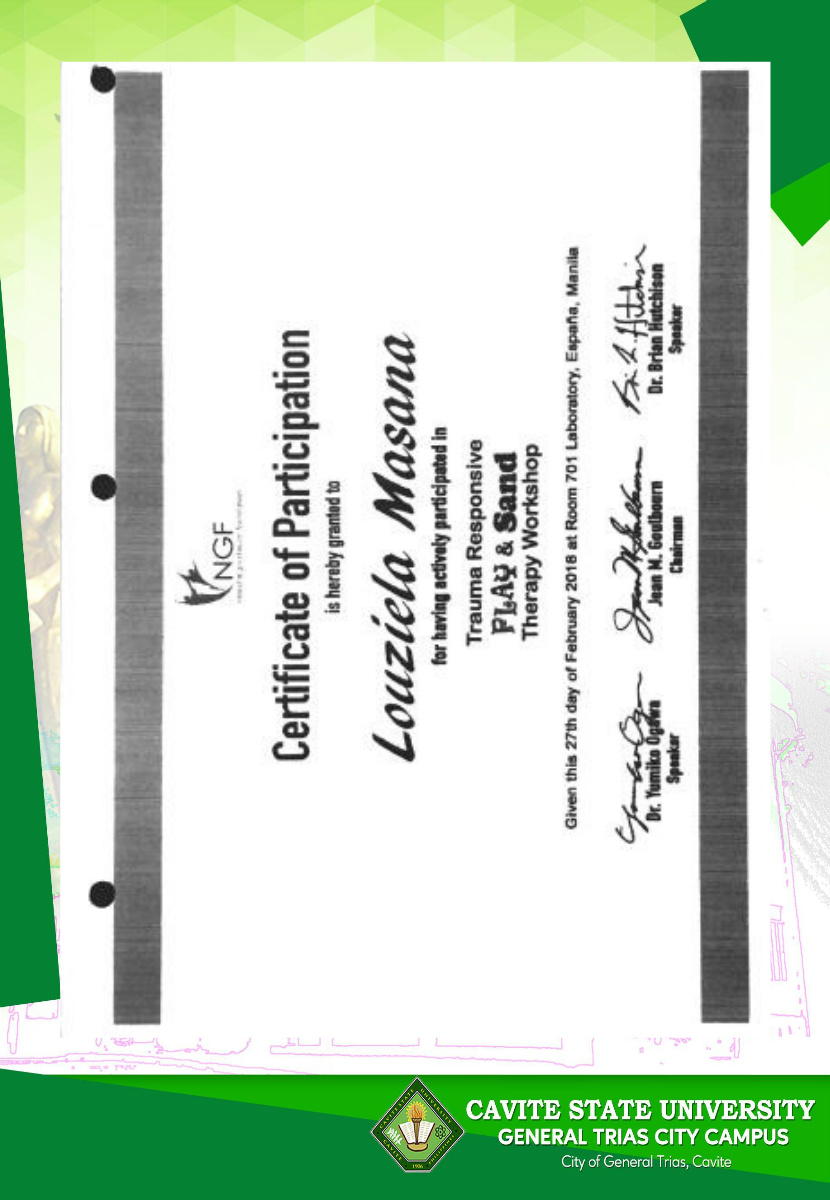 NGF
Certificate of Participation
is hereby granted to
Louziela Masana
for having actively participated in
Trauma Responsive
PLAY & Sand
Therapy Workshop
Given this 27th day of February 2018 at Room 701 Laboratory, España, Manila
Dr. Yumiko Ogawa
Speaker
Jean M. Goulbourn
Chairman
Dr. Brian Hutchison
Speaker
CAVITE STATE UNIVERSITY
GENERAL TRIAS CITY CAMPUS
City of General Trias, Cavite
1906